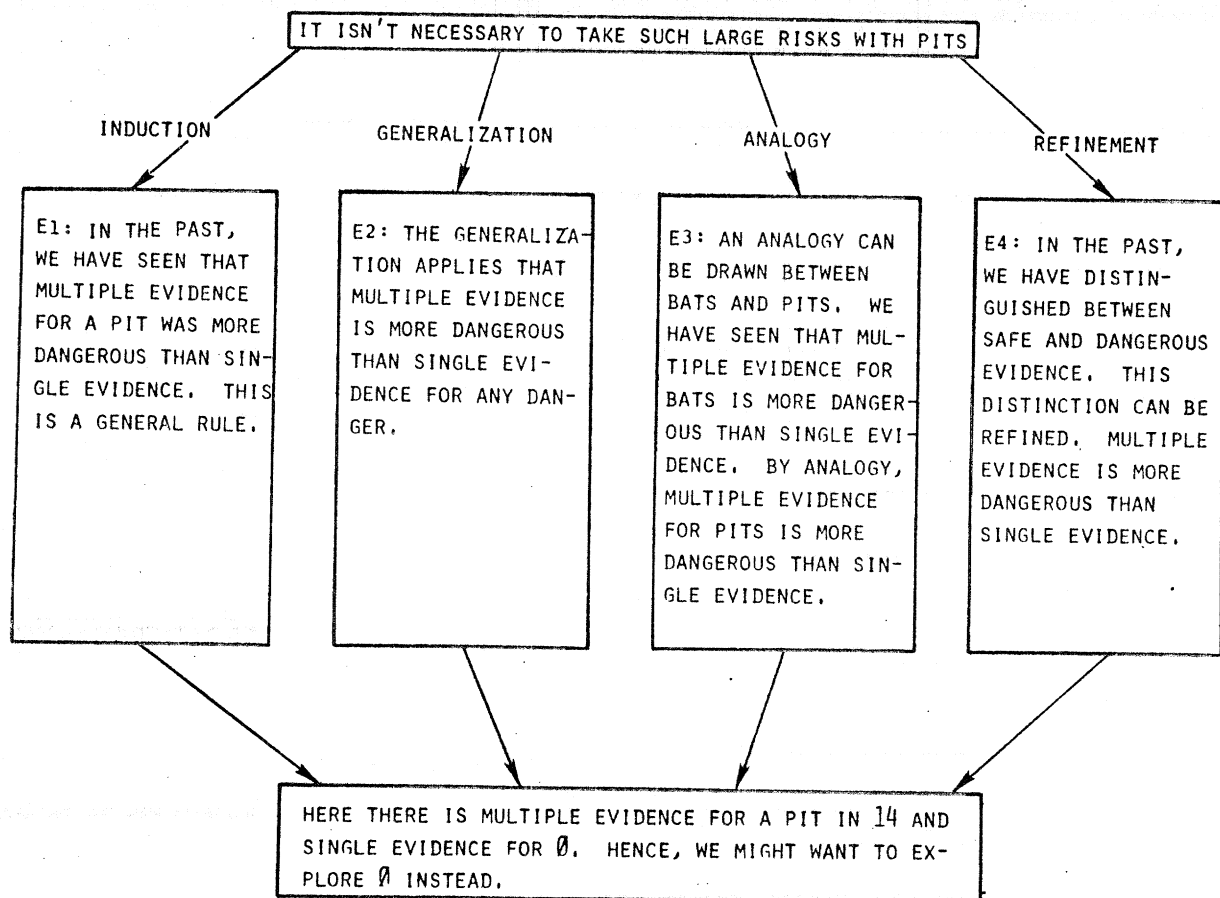 IT ISN'T NECESSARY TO TAKE SUCH LARGE RISKS WITH PITS
INDUCTION
GENERALIZATION
ANALOGY
REFINEMENT
E1: IN THE PAST,
WE HAVE SEEN THAT
MULTIPLE EVIDENCE
FOR A PIT WAS MORE
DANGEROUS THAN SIN-
GLE EVIDENCE. THIS
IS A GENERAL RULE.
E2: THE GENERALIZA-
TION APPLIES THAT
MULTIPLE EVIDENCE
IS MORE DANGEROUS
THAN SINGLE EVI-
DENCE FOR ANY DAN-
GER.
E3: AN ANALOGY CAN
BE DRAWN BETWEEN
BATS AND PITS. WE
HAVE SEEN THAT MUL-
TIPLE EVIDENCE FOR
BATS IS MORE DANGER-
OUS THAN SINGLE EVI-
DENCE. BY ANALOGY,
MULTIPLE EVIDENCE
FOR PITS IS MORE
DANGEROUS THAN SIN-
GLE EVIDENCE.
E4: IN THE PAST,
WE HAVE DISTIN-
GUISHED BETWEEN
SAFE AND DANGEROUS
EVIDENCE. THIS
DISTINCTION CAN BE
REFINED. MULTIPLE
EVIDENCE IS MORE
DANGEROUS THAN
SINGLE EVIDENCE.
HERE THERE IS MULTIPLE EVIDENCE FOR A PIT IN 14 AND
SINGLE EVIDENCE FOR Ø. HENCE, WE MIGHT WANT TO EX-
PLORE Ø INSTEAD.